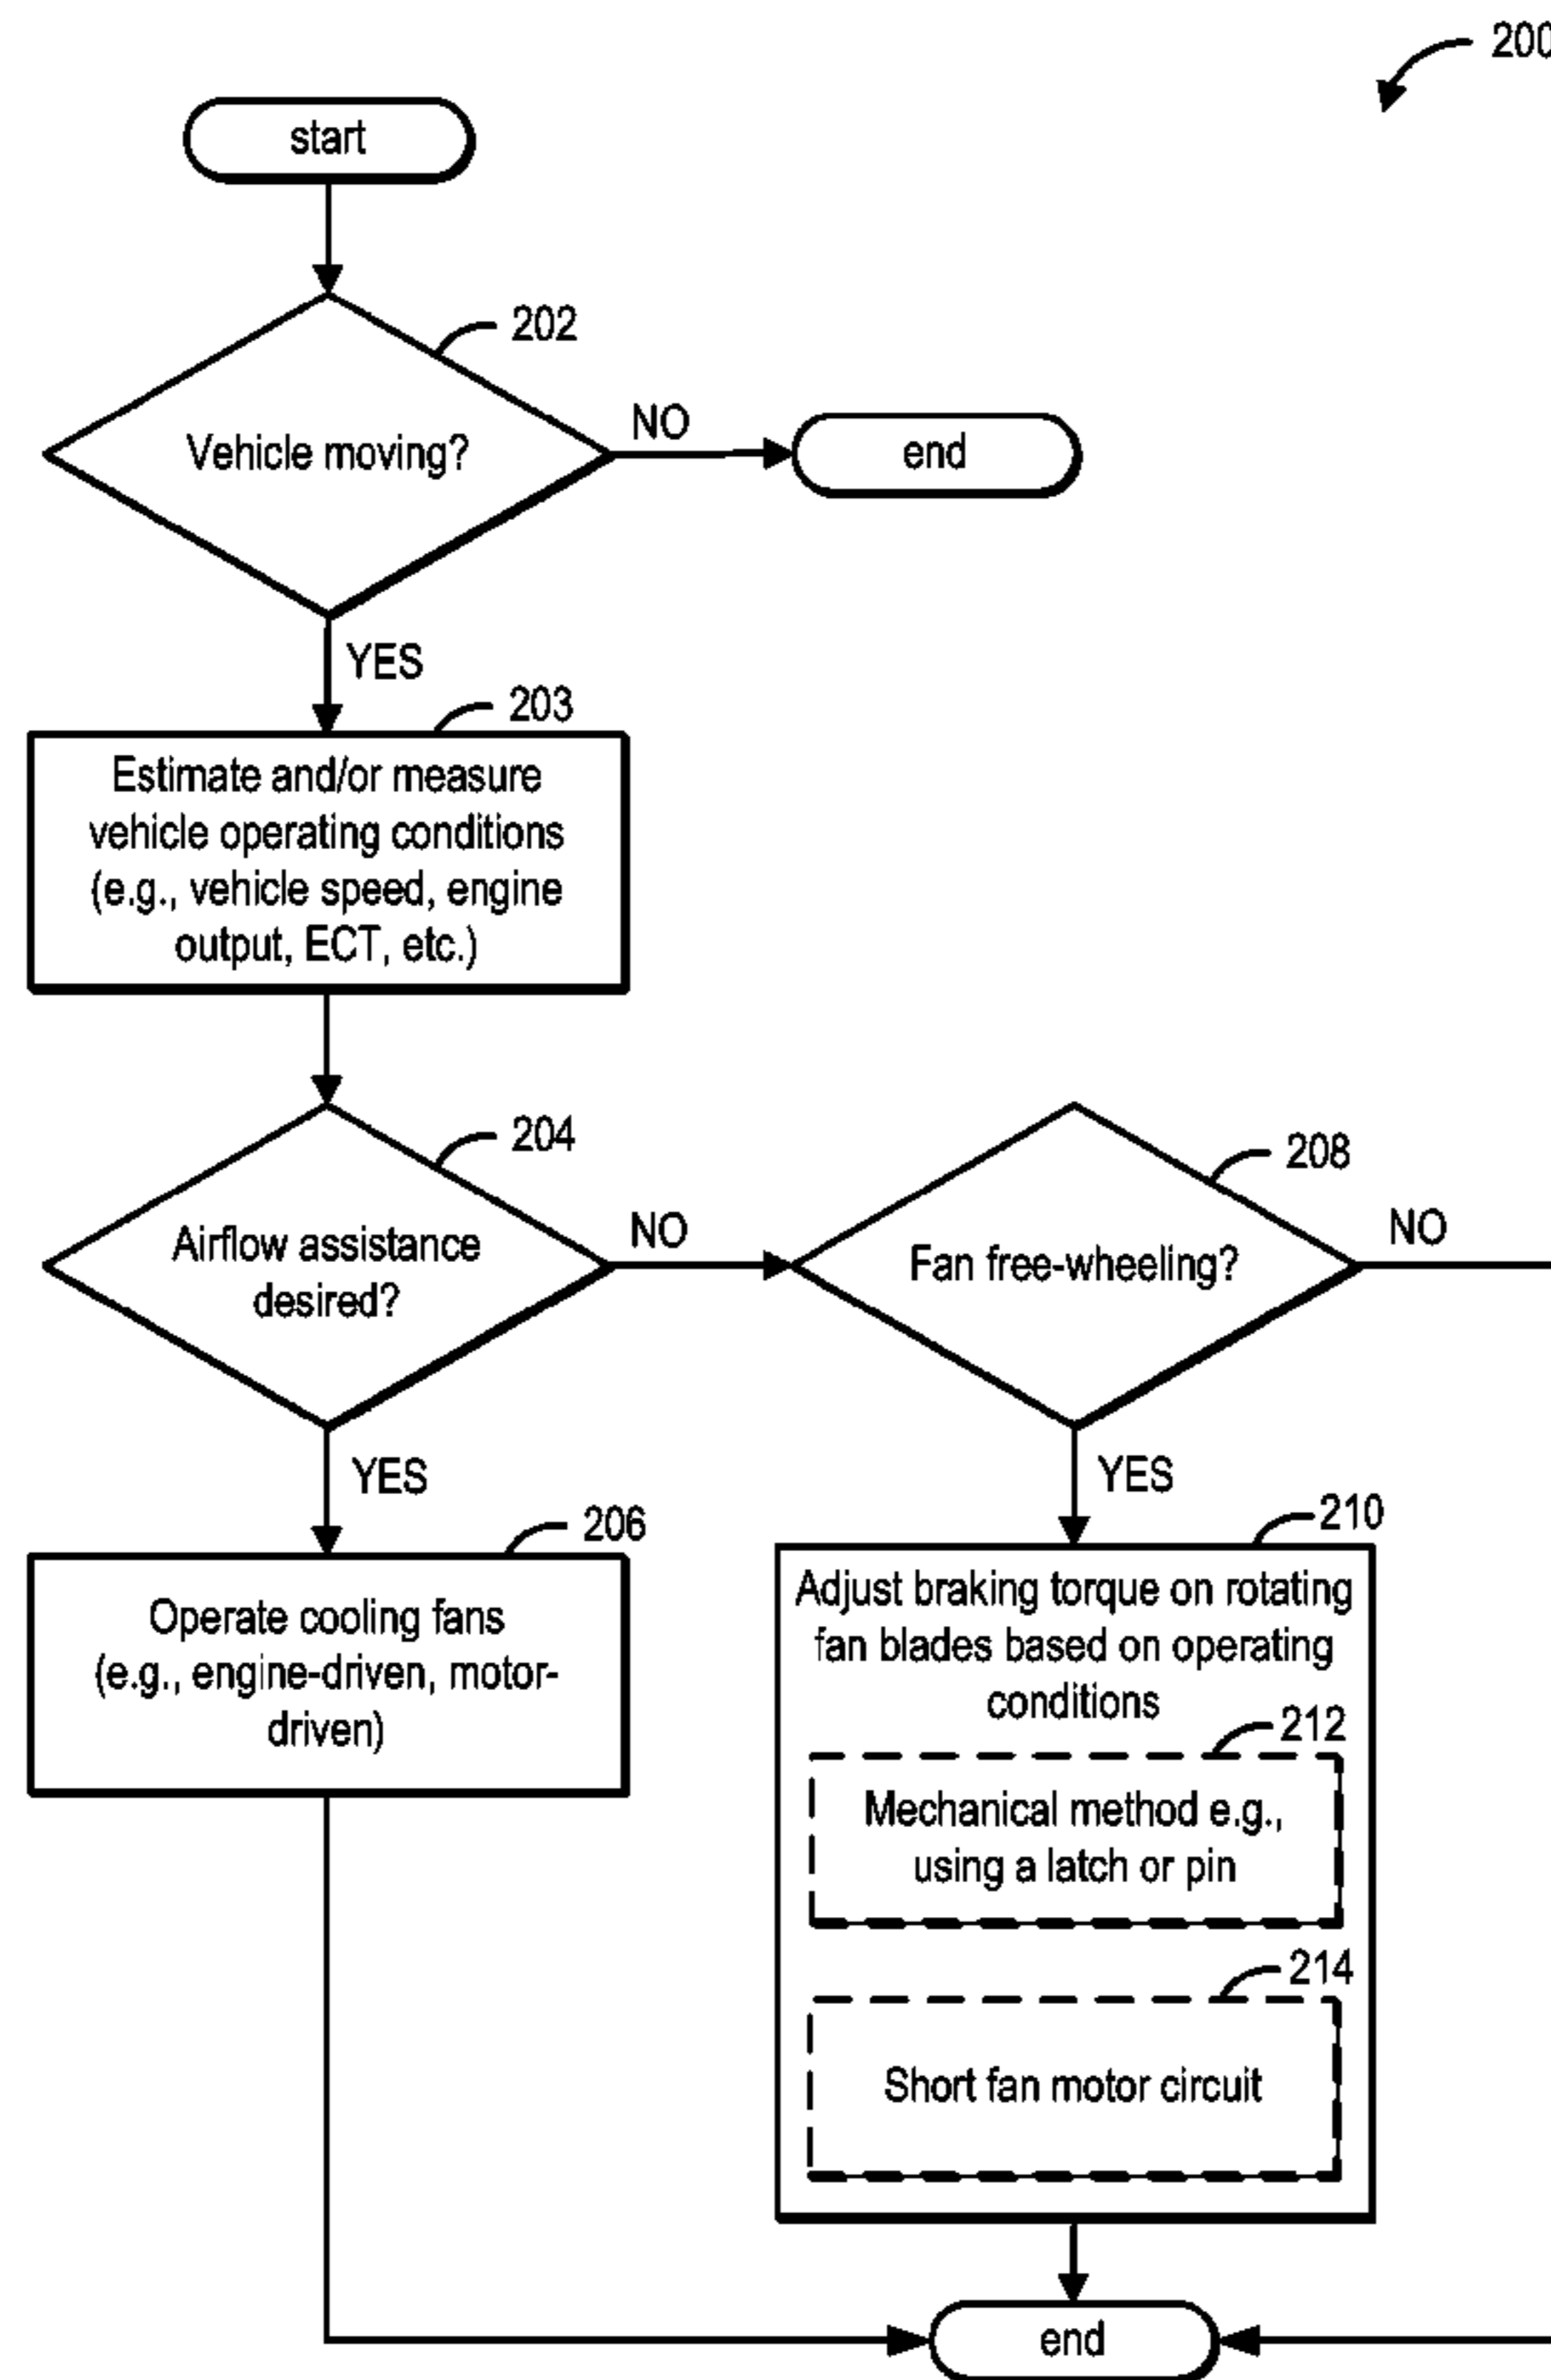 200
start
202
Vehicle moving?
NO
end
YES
203
Estimate and/or measure
vehicle operating conditions
(e.g., vehicle speed, engine
output, ECT, etc.)
204
Airflow assistance
desired?
NO
208
Fan free-wheeling?
NO
YES
206
Operate cooling fans
(e.g., engine-driven, motor-
driven)
YES
210
Adjust braking torque on rotating
fan blades based on operating
conditions
212
Mechanical method e.g.,
using a latch or pin
214
Short fan motor circuit
end